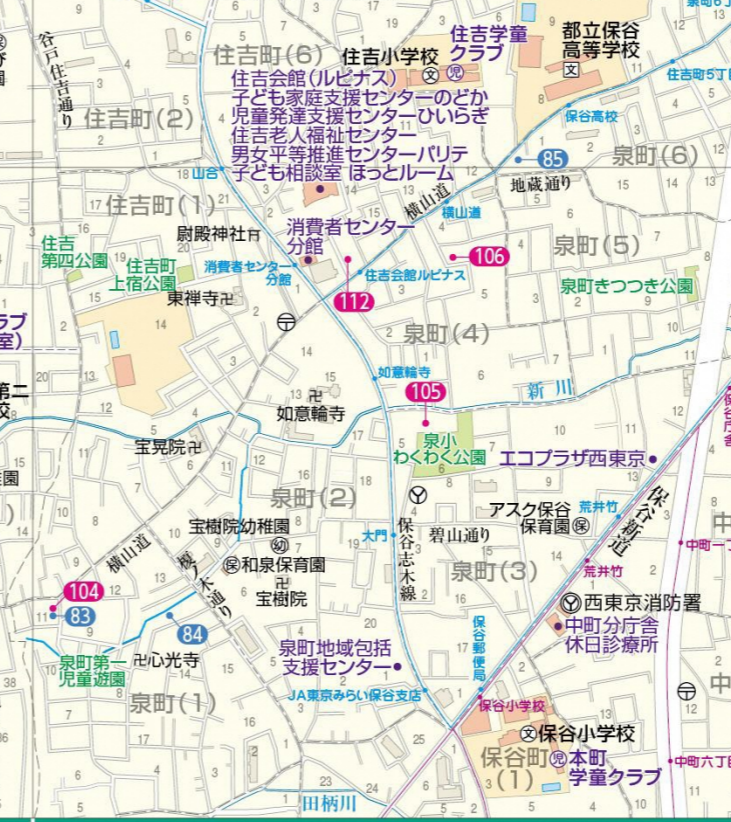 住吉町(6)
住吉小学校
住吉学童
クラブ
都立保谷
高等学校
谷戸住吉通り
住吉会館(ルピナス)
子ども家庭支援センターのどか
児童発達支援センターひいらぎ
住吉老人福祉センター
男女平等推進センターパリテ
子ども相談室 ほっとルーム
住吉町5丁目
保谷高校
住吉町(2)
85
泉町(6)
山合
地蔵通り
横山道
横山道
住吉町(1)
尉殿神社
消費者センター
分館
106
泉町(5)
住吉
第四公園
住吉町
上宿公園
消費者センター
分館
住吉会館ルピナス
泉町きつつき公園
東禅寺
112
泉町(4)
如意輪寺
105
新川
如意輪寺
泉小
わくわく公園
エコプラザ西東京
宝晃院
泉町(2)
アスク保谷
保育園
荒井竹
保谷新道
宝樹院幼稚園
大門
保谷志木線
碧山通り
横山道
榎ノ木通り
和泉保育園
宝樹院
泉町(3)
荒井竹
中町一丁
104
83
84
西東京消防署
中町分庁舎
休日診療所
保谷郵便局
泉町第一
児童遊園
心光寺
泉町地域包括
支援センター
泉町(1)
JA東京みらい保谷支店
保谷小学校
保谷小学校
保谷町
(1)
本町
学童クラブ
中町六丁目
田柄川